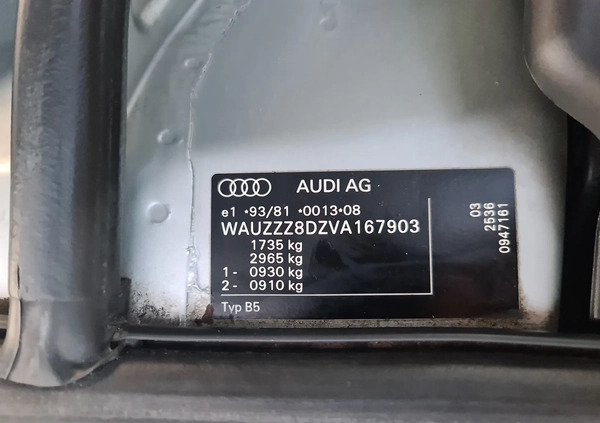 AUDI AG
e1 *93/81 *0013*08
WAUZZZ8DZVA167903
1735 kg
2965 kg
1- 0930 kg
2- 0910 kg
Typ B5
03
2536
0947161